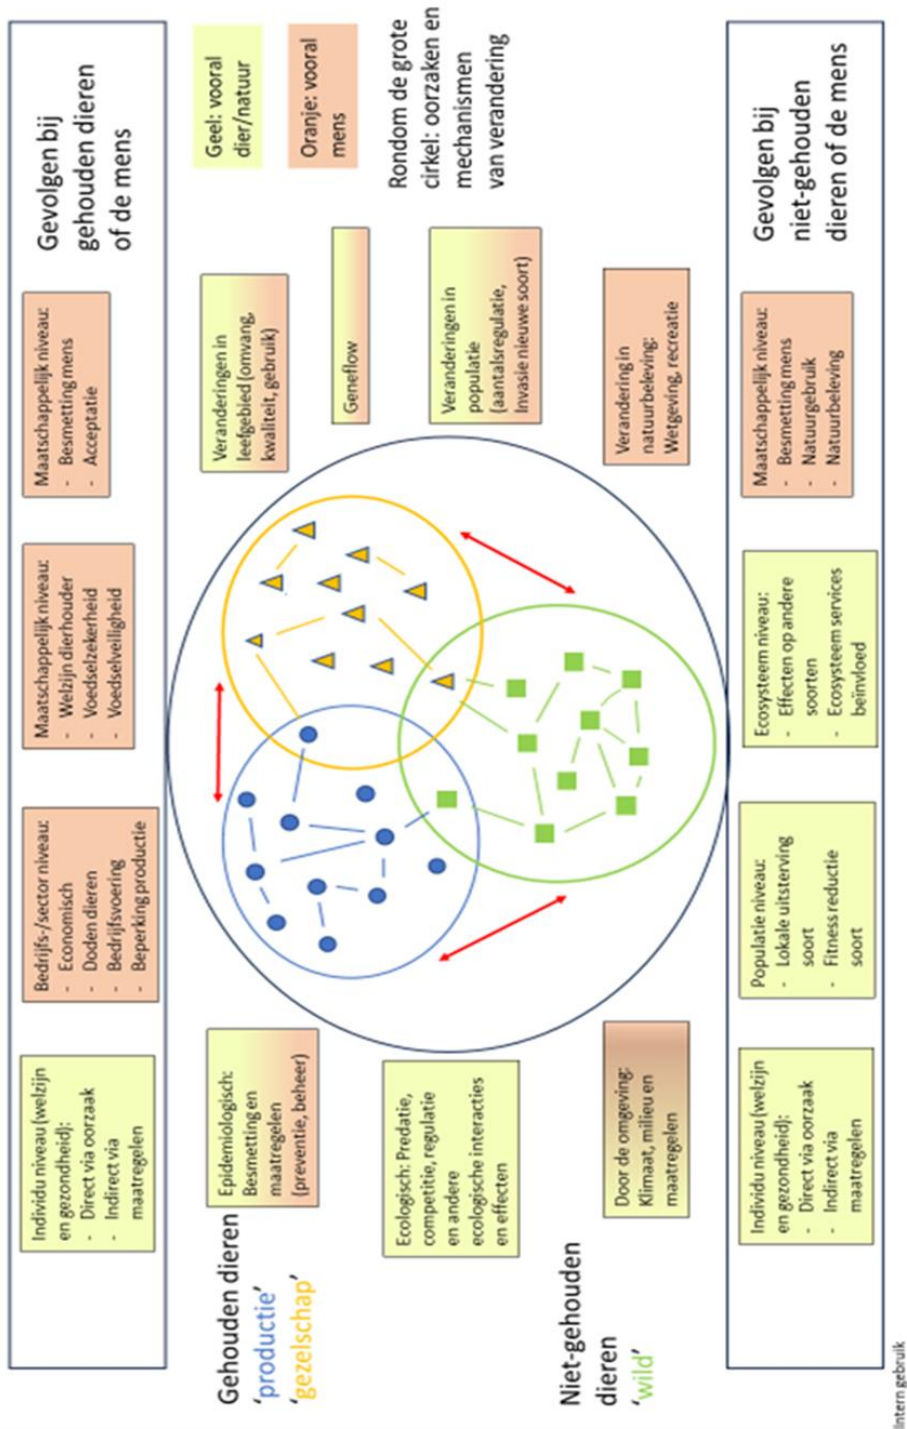 Gevolgen bij
gehouden dieren
of de mens
Individu niveau (welzijn
en gezondheid):
- Direct via oorzaak
- Indirect via
maatregelen
Bedrijfs-/sector niveau:
- Economisch
- Doden dieren
- Bedrijfsvoering
- Beperking productie
Maatschappelijk niveau:
- Welzijn dierhouder
- Voedselzekerheid
- Voedselveiligheid
Maatschappelijk niveau:
- Besmetting mens
- Acceptatie
Gehouden dieren
'productie'
'gezelschap'
Niet-gehouden
dieren
'wild'
Epidemiologisch:
Besmetting en
maatregelen
(preventie, beheer)
Ecologisch: Predatie,
competitie, regulatie
en andere
ecologische interacties
en effecten
Door de omgeving:
Klimaat, milieu en
maatregelen
Veranderingen in
leefgebied (omvang,
kwaliteit, gebruik)
Geneflow
Veranderingen in
populatie
(aantalsregulatie,
Invasie nieuwe soort)
Verandering in
natuurbeleving:
Wetgeving, recreatie
Geel: vooral
dier/natuur
Oranje: vooral
mens
Rondom de grote
cirkel: oorzaken en
mechanismen
van verandering
Individu niveau (welzijn
en gezondheid):
- Direct via oorzaak
- Indirect via
maatregelen
Populatie niveau:
- Lokale uitsterving
soort
- Fitness reductie
soort
Ecosysteem niveau:
- Effecten op andere
soorten
- Ecosysteem services
beïnvloed
Maatschappelijk niveau:
- Besmetting mens
- Natuurgebruik
- Natuurbeleving
Gevolgen bij
niet-gehouden
dieren of de mens
Intern gebruik